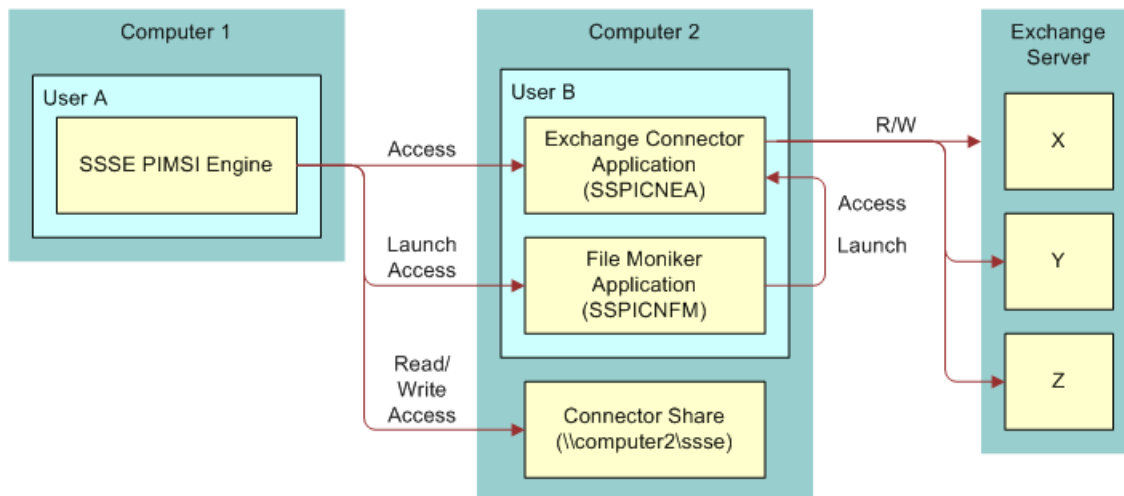 Computer 1
User A
SSSE PIMSI Engine
Access
Launch
Access
Read/
Write
Access
Computer 2
User B
Exchange Connector
Application
(SSPICNEA)
File Moniker
Application
(SSPICNFM)
Connector Share
(\\computer2\ssse)
R/W
Access
Launch
Exchange
Server
X
Y
Z